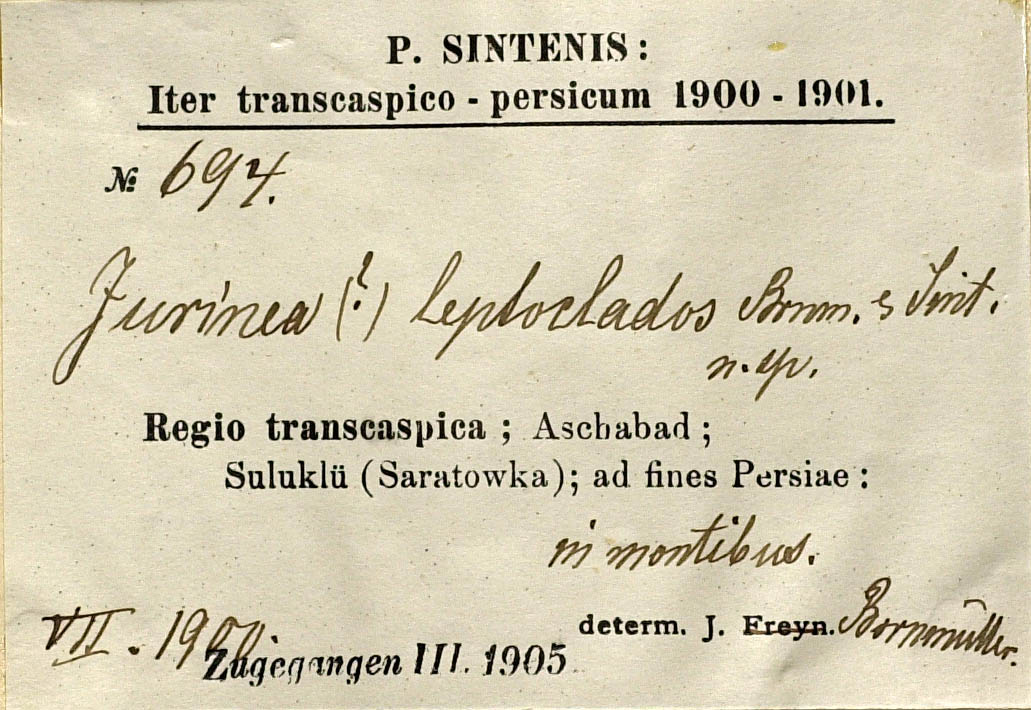 P. SINTENIS:
Iter transcaspico-persicum 1900-1901.
№ 694.
Jurinea (?) leptoclados Bornm. & Sint.
n. sp.
Regio transcaspica; Aschabad;
Suluklü (Saratowka); ad fines Persiae:
in montibus.
determ. J. Freyn. Bornmüller.
VII. 1900.
Zugegangen III. 1905